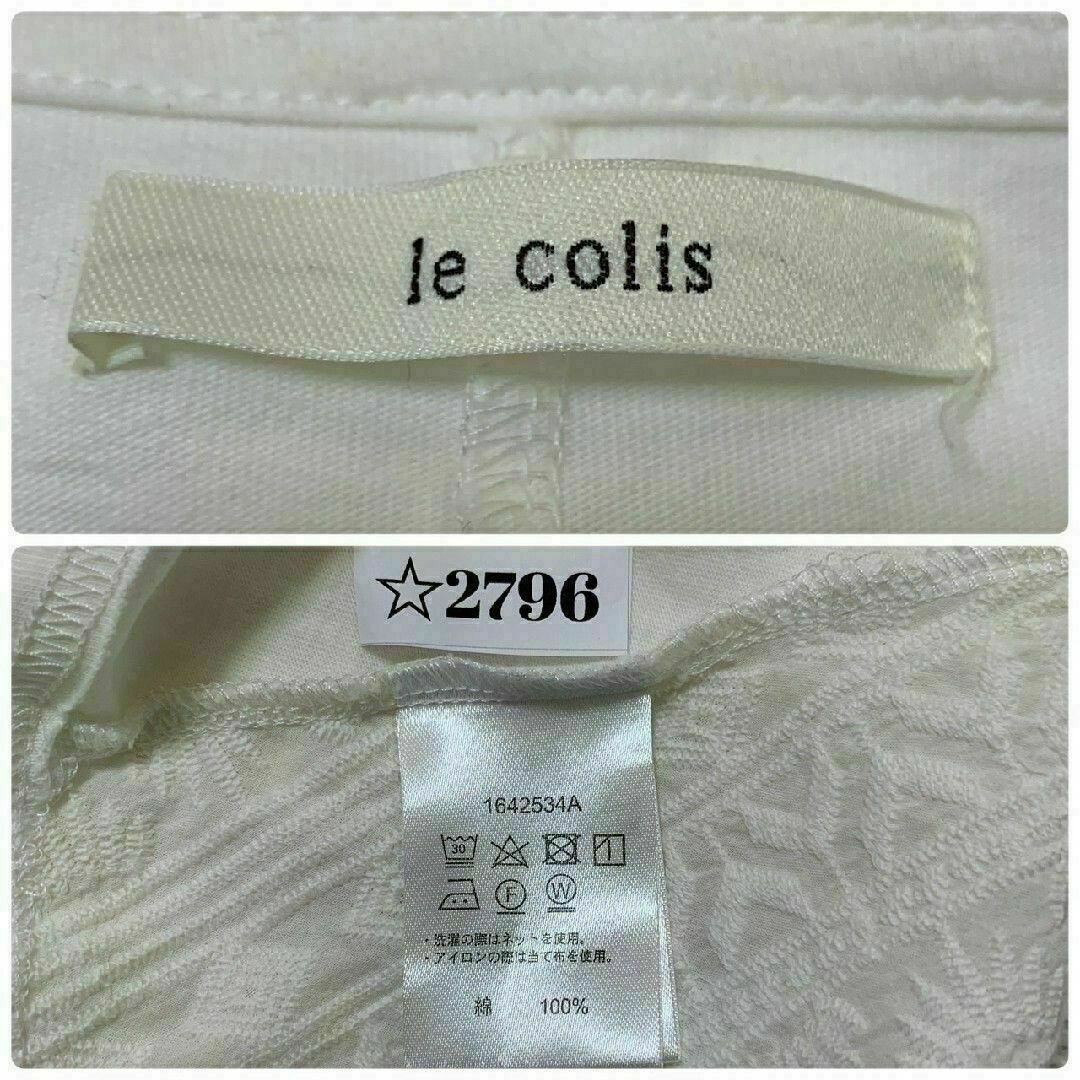 le colis
☆2796
1642534A
30
F W
・洗濯の際はネットを使用。
・アイロンの際は当て布を使用。
綿 100%